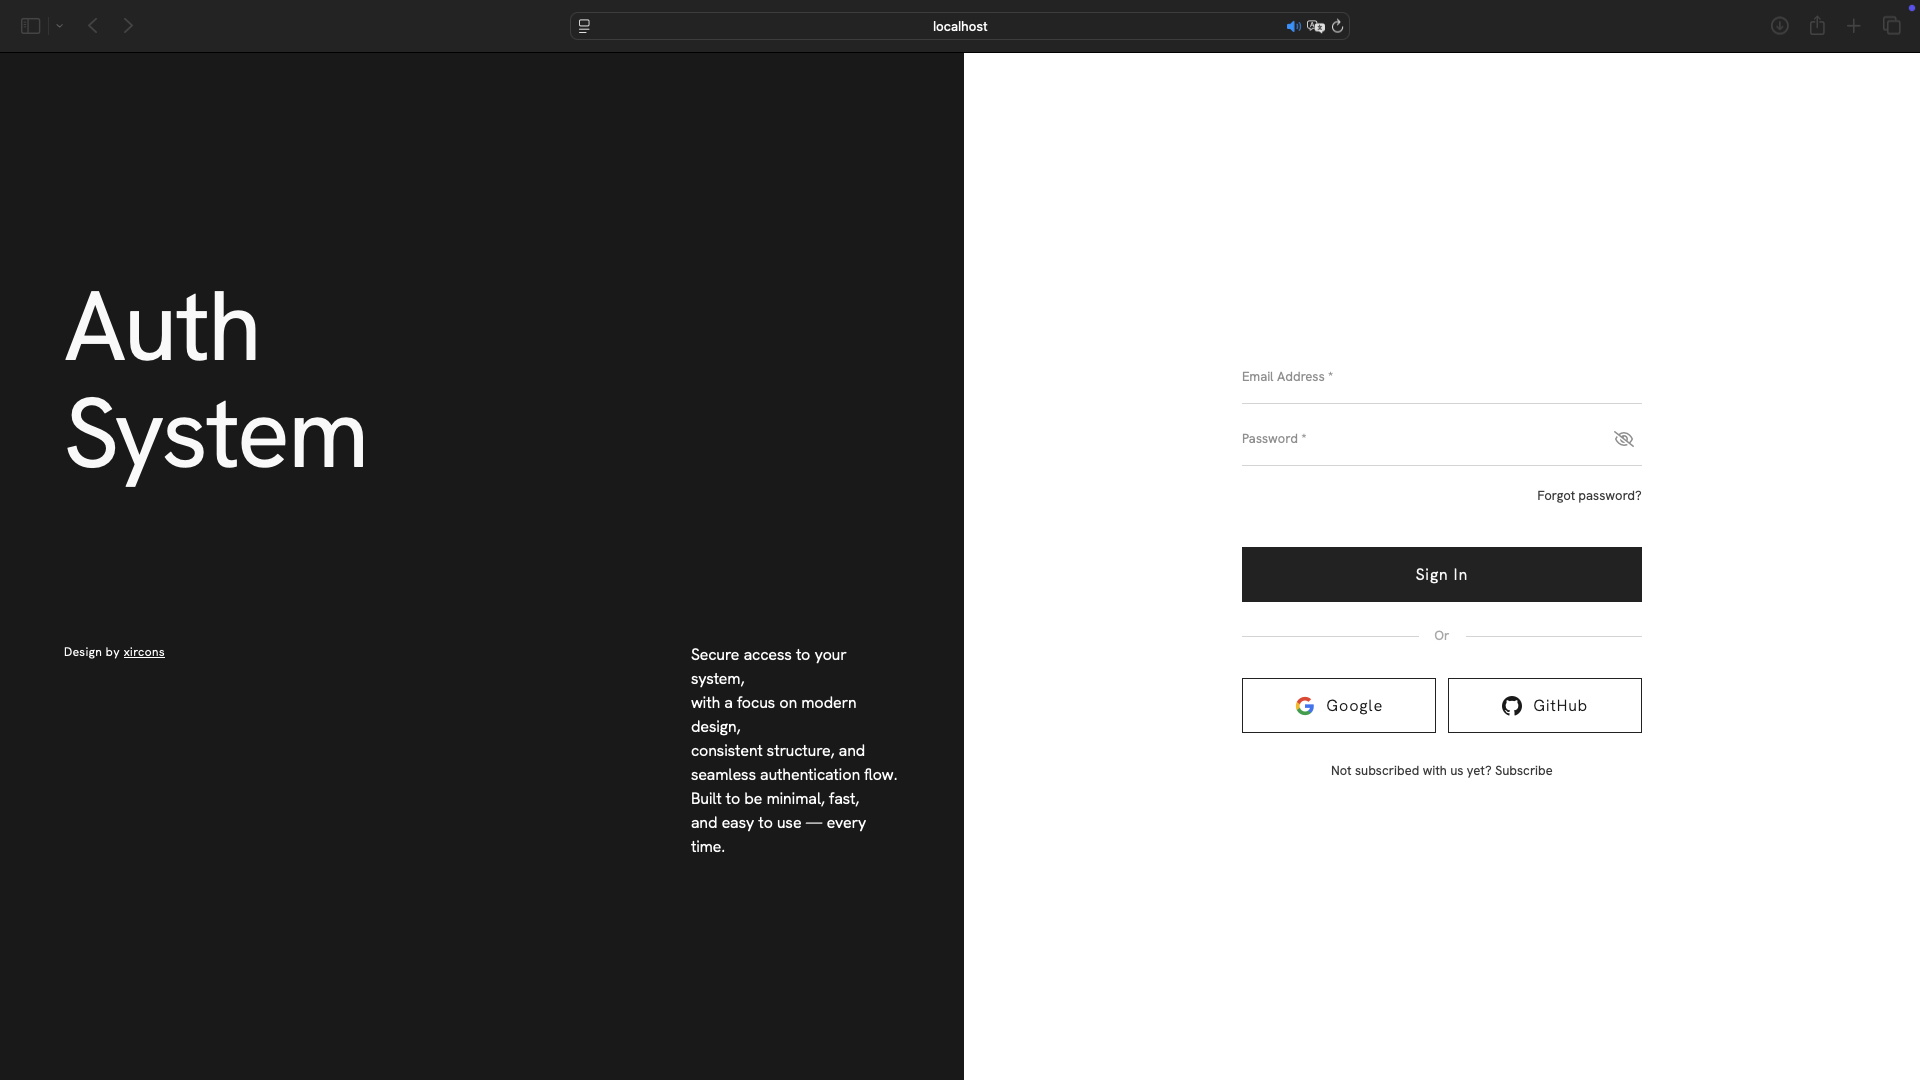 localhost
Auth
System
Design by xircons
Secure access to your
system,
with a focus on modern
design,
consistent structure, and
seamless authentication flow.
Built to be minimal, fast,
and easy to use — every
time.
Email Address *
Password *
Forgot password?
Sign In
Or
Google
GitHub
Not subscribed with us yet? Subscribe